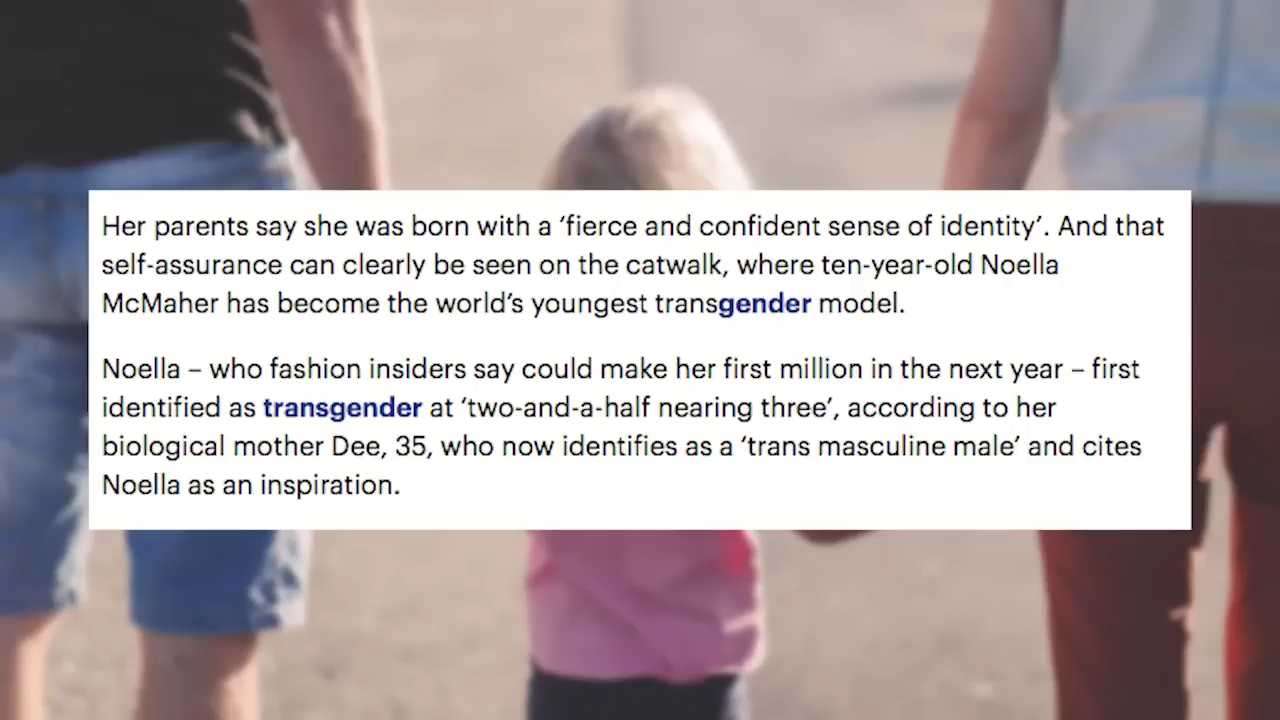 Her parents say she was born with a ‘fierce and confident sense of identity’. And that
self-assurance can clearly be seen on the catwalk, where ten-year-old Noella
McMaher has become the world’s youngest transgender model.
Noella – who fashion insiders say could make her first million in the next year – first
identified as transgender at ‘two-and-a-half nearing three’, according to her
biological mother Dee, 35, who now identifies as a ‘trans masculine male’ and cites
Noella as an inspiration.